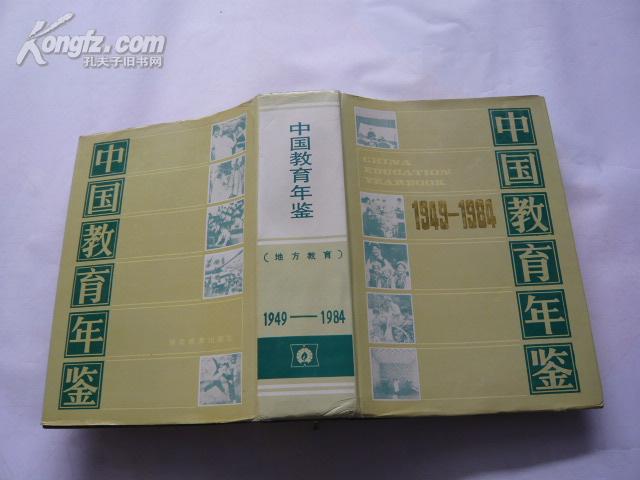 Kongfz.com
孔夫子旧书网
中国教育年鉴
中国教育年鉴
(地方教育)
1949—1984
CHINA
EDUCATION
YEARBOOK
1949-1984
中国教育年鉴